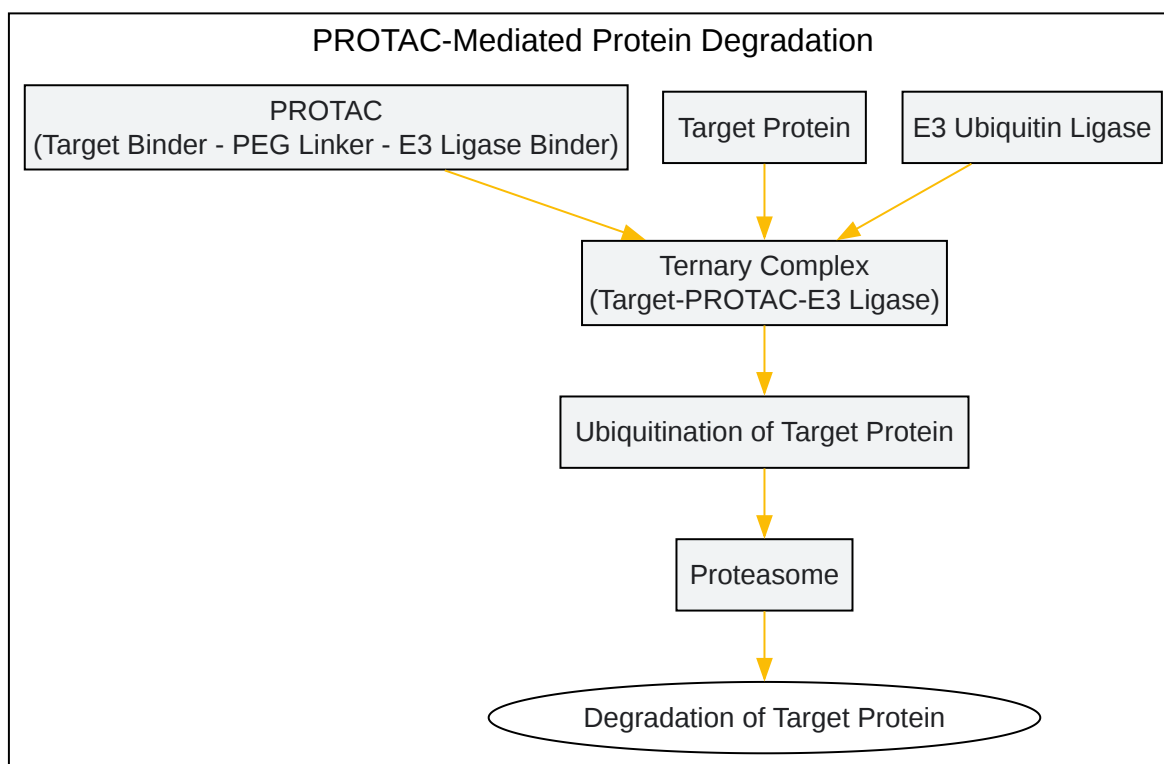 PROTAC-Mediated Protein Degradation
PROTAC
(Target Binder - PEG Linker - E3 Ligase Binder)
Target Protein
E3 Ubiquitin Ligase
Ternary Complex
(Target-PROTAC-E3 Ligase)
Ubiquitination of Target Protein
Proteasome
Degradation of Target Protein